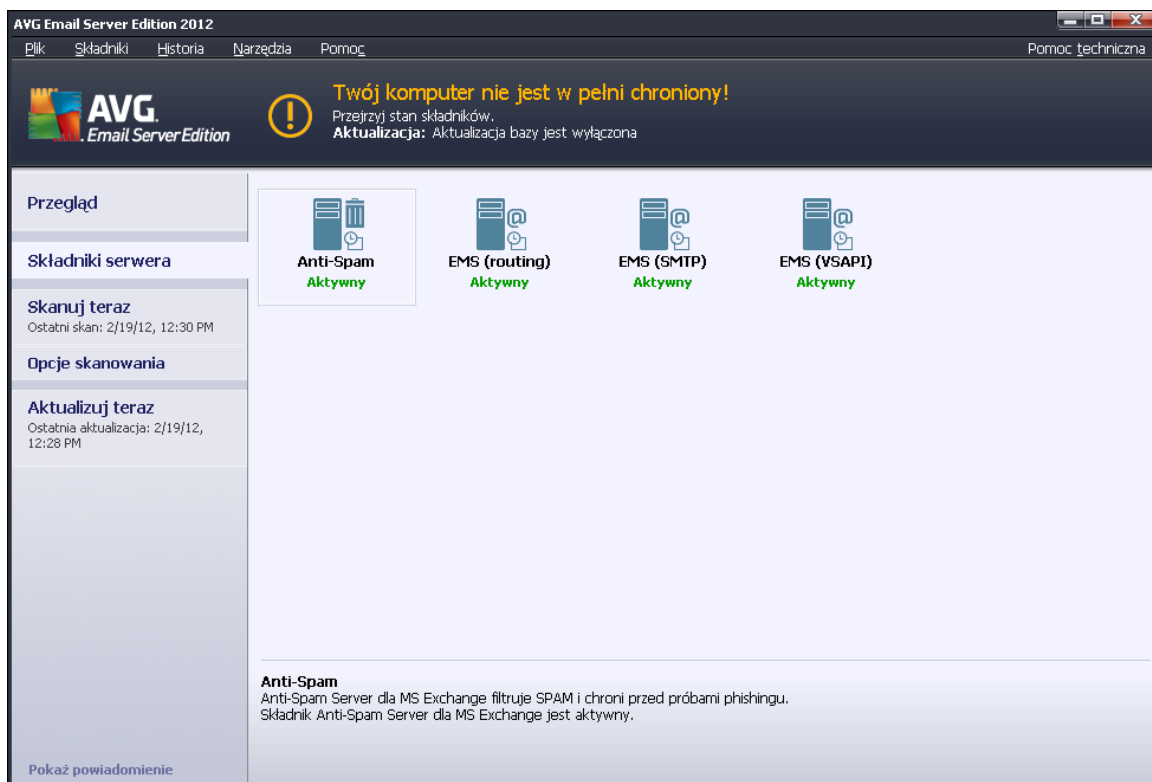 AVG Email Server Edition 2012
Plik Składniki Historia Narzędzia Pomoc Pomoc techniczna
AVG.
Email Server Edition
Twój komputer nie jest w pełni chroniony!
Przejrzyj stan składników.
Aktualizacja: Aktualizacja bazy jest wyłączona
Przegląd
Składniki serwera
Skanuj teraz
Ostatni skan: 2/19/12, 12:30 PM
Opcje skanowania
Aktualizuj teraz
Ostatnia aktualizacja: 2/19/12,
12:28 PM
Anti-Spam
Aktywny
EMS (routing)
Aktywny
EMS (SMTP)
Aktywny
EMS (VSAPI)
Aktywny
Anti-Spam
Anti-Spam Server dla MS Exchange filtruje SPAM i chroni przed próbami phishingu.
Składnik Anti-Spam Server dla MS Exchange jest aktywny.
Pokaż powiadomienie